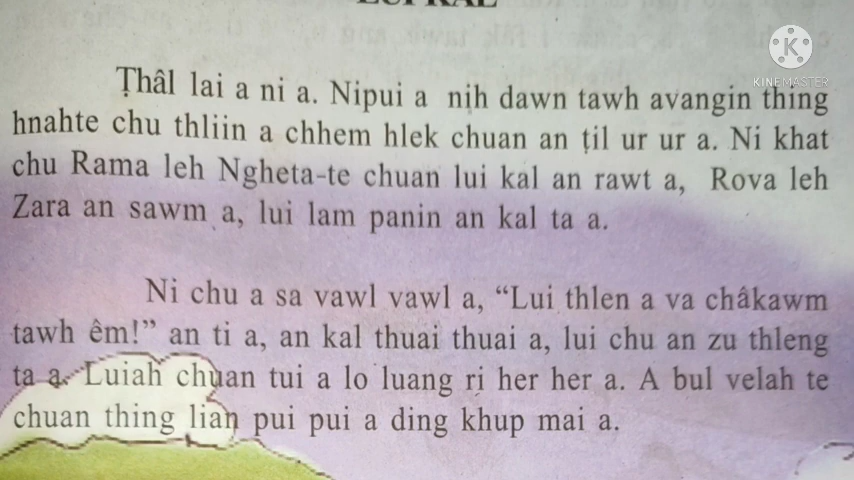 LUI KAL
KINEMASTER
Ṭhâl lai a ni a. Nipui a nih dawn tawh avangin thing
hnahte chu thliin a chhem hlek chuan an ṭil ur ur a. Ni khat
chu Rama leh Ngheta-te chuan lui kal an rawt a, Rova leh
Zara an sawm a, lui lam panin an kal ta a.
Ni chu a sa vawl vawl a, “Lui thlen a va châkawm
tawh êm!” an ti a, an kal thuai thuai a, lui chu an zu thleng
ta a. Luiah chuan tui a lo luang ri her her a. A bul velah te
chuan thing lian pui pui a ding khup mai a.